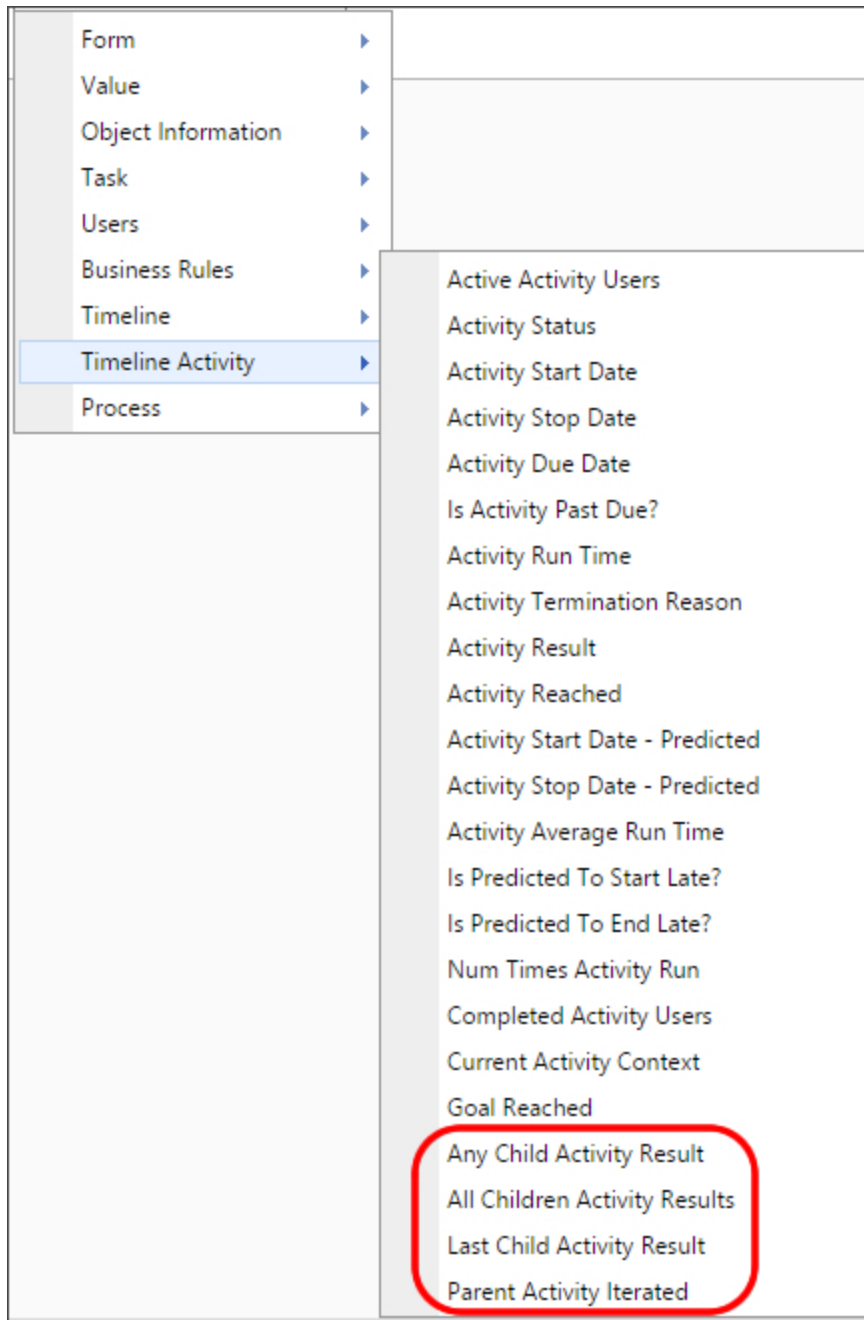 Form
Value
Object Information
Task
Users
Business Rules
Timeline
Timeline Activity
Process
Active Activity Users
Activity Status
Activity Start Date
Activity Stop Date
Activity Due Date
Is Activity Past Due?
Activity Run Time
Activity Termination Reason
Activity Result
Activity Reached
Activity Start Date - Predicted
Activity Stop Date - Predicted
Activity Average Run Time
Is Predicted To Start Late?
Is Predicted To End Late?
Num Times Activity Run
Completed Activity Users
Current Activity Context
Goal Reached
Any Child Activity Result
All Children Activity Results
Last Child Activity Result
Parent Activity Iterated